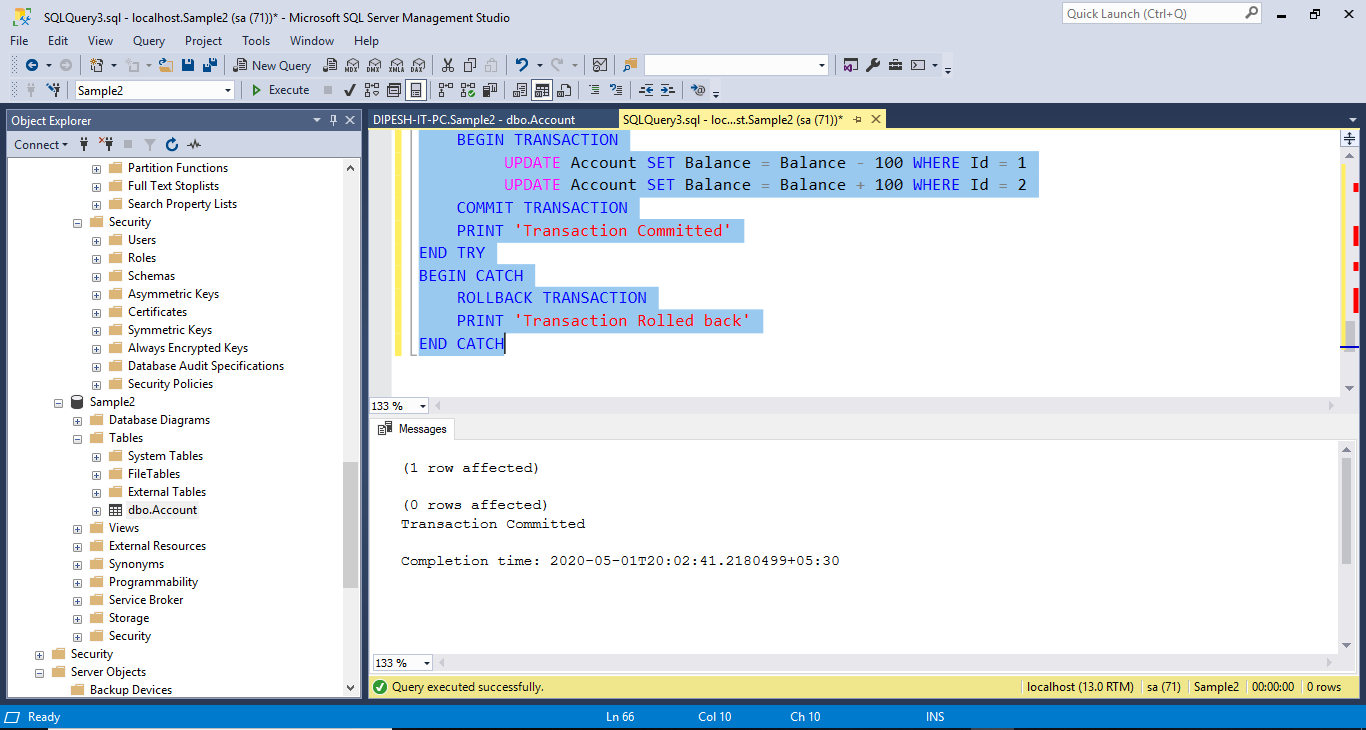 SQLQuery3.sql - localhost.Sample2 (sa (71))* - Microsoft SQL Server Management Studio
Quick Launch (Ctrl+Q)
File Edit View Query Project Tools Window Help
New Query
MDX DMX XMLA DAX
Sample2
Execute
Object Explorer
Connect
Partition Functions
Full Text Stoplists
Search Property Lists
Security
Users
Roles
Schemas
Asymmetric Keys
Certificates
Symmetric Keys
Always Encrypted Keys
Database Audit Specifications
Security Policies
Sample2
Database Diagrams
Tables
System Tables
FileTables
External Tables
dbo.Account
Views
External Resources
Synonyms
Programmability
Service Broker
Storage
Security
Security
Server Objects
Backup Devices
DIPESH-IT-PC.Sample2 - dbo.Account
SQLQuery3.sql - loc...st.Sample2 (sa (71))*
BEGIN TRANSACTION
UPDATE Account SET Balance = Balance - 100 WHERE Id = 1
UPDATE Account SET Balance = Balance + 100 WHERE Id = 2
COMMIT TRANSACTION
PRINT 'Transaction Committed'
END TRY
BEGIN CATCH
ROLLBACK TRANSACTION
PRINT 'Transaction Rolled back'
END CATCH
133 %
Messages
(1 row affected)
(0 rows affected)
Transaction Committed
Completion time: 2020-05-01T20:02:41.2180499+05:30
133 %
Query executed successfully.
localhost (13.0 RTM) sa (71) Sample2 00:00:00 0 rows
Ready Ln 66 Col 10 Ch 10 INS